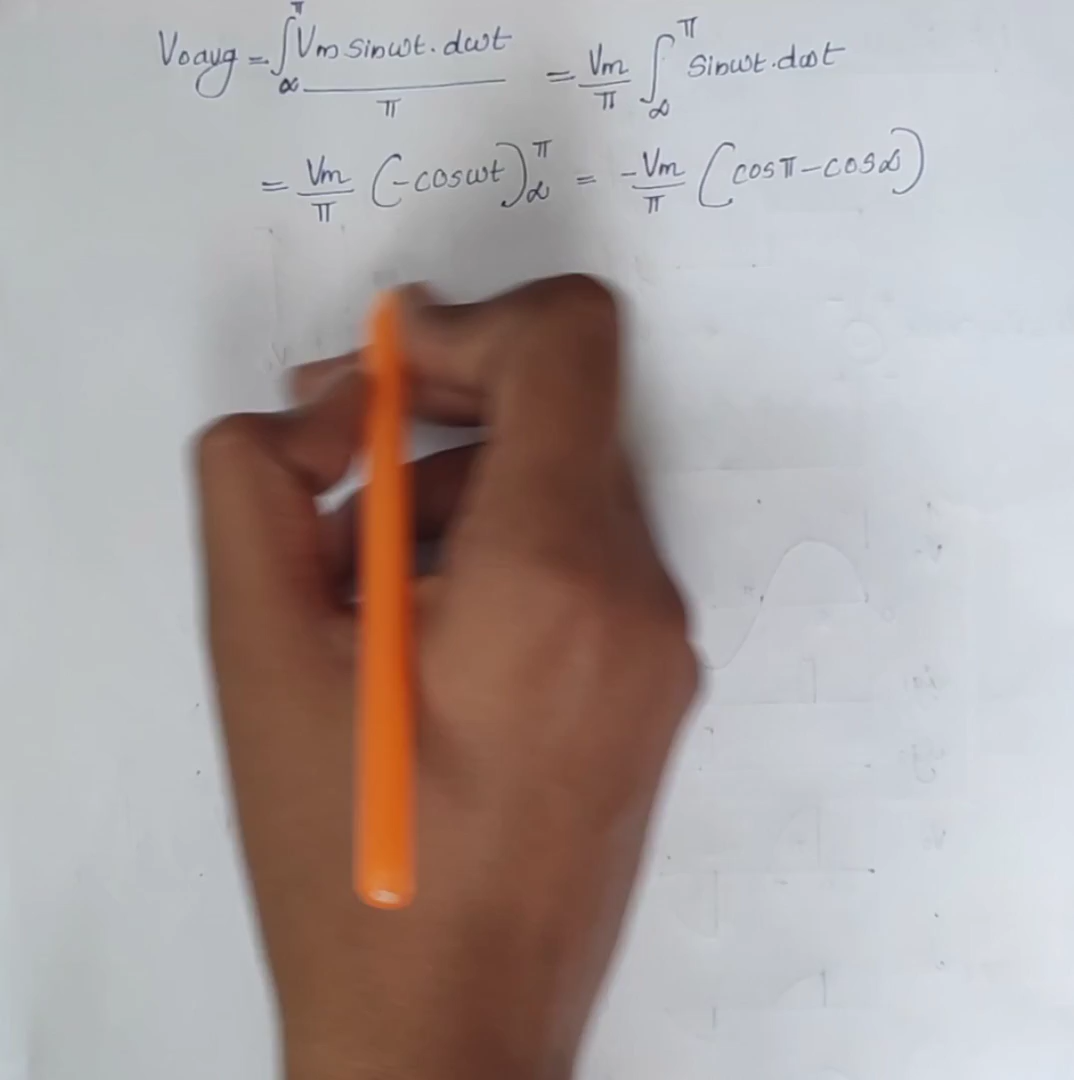 Voavg = ∫_α^π Vm sinωt . dωt / π = Vm/π ∫_α^π sinωt . dωt
= Vm/π (-cosωt)_α^π = -Vm/π (cosπ - cosα)